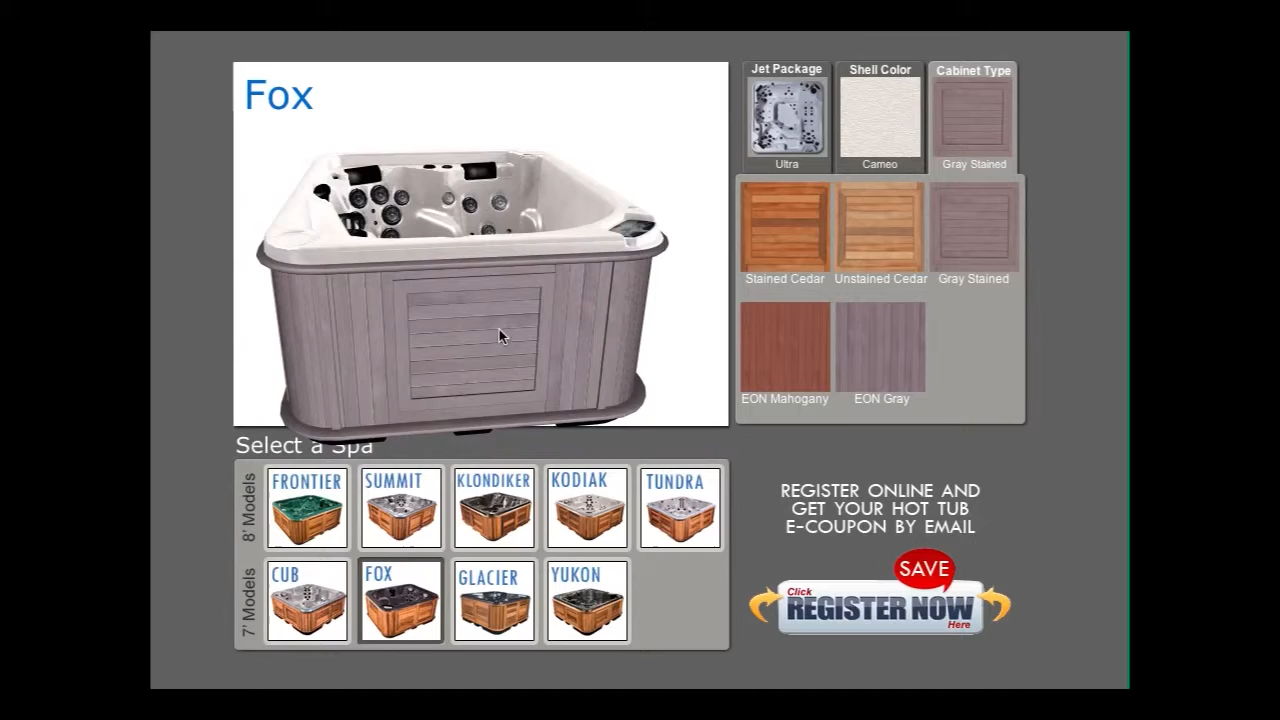 Fox
Jet Package
Shell Color
Cabinet Type
Ultra
Cameo
Gray Stained
Stained Cedar
Unstained Cedar
Gray Stained
EON Mahogany
EON Gray
Select a Spa
8' Models
FRONTIER
SUMMIT
KLONDIKER
KODIAK
TUNDRA
7' Models
CUB
FOX
GLACIER
YUKON
REGISTER ONLINE AND
GET YOUR HOT TUB
E-COUPON BY EMAIL
SAVE
Click
REGISTER NOW
Here